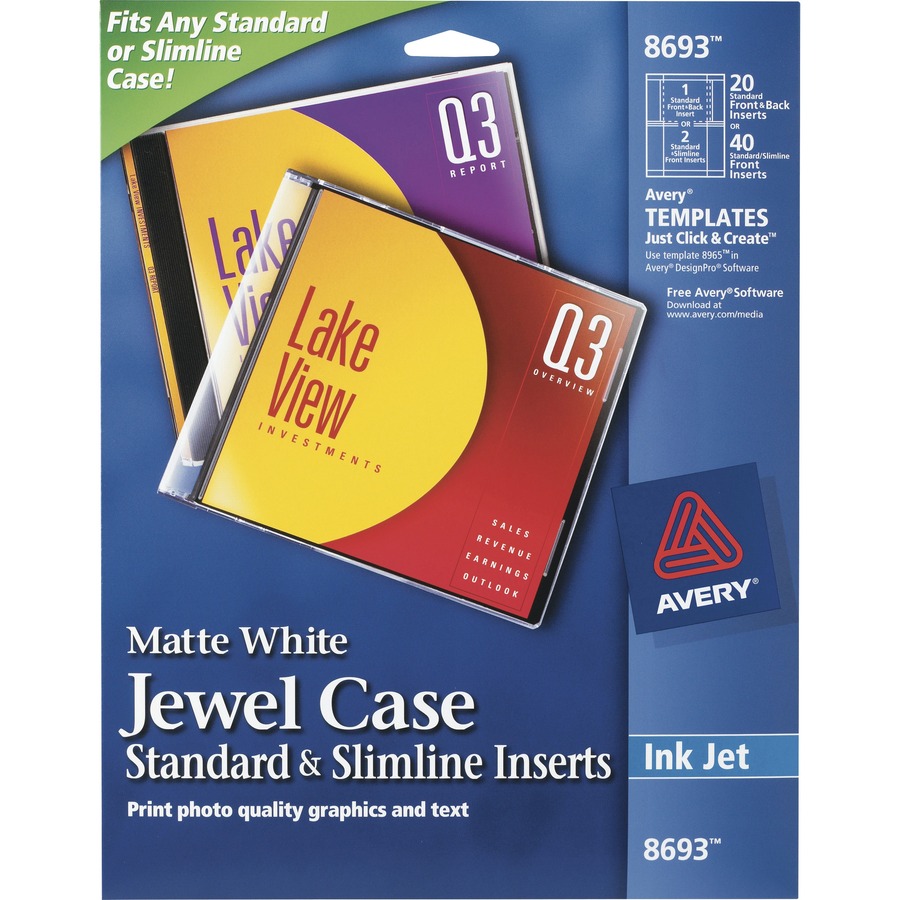 Fits Any Standard
or Slimline
Case!
8693™
1
Standard
Front&Back
Insert
OR
2
Standard
&Slimline
Front Inserts
20
Standard
Front&Back
Inserts
OR
40
Standard/Slimline
Front
Inserts
Avery®
TEMPLATES
Just Click & Create™
Use template 8965™ in
Avery® DesignPro® Software
Free Avery® Software
Download at
www.avery.com/media
Q3
REPORT
Lake
LAKE VIEW INVESTMENTS
Q3 REPORT
Lake
View
INVESTMENTS
Q3
OVERVIEW
SALES
REVENUE
EARNINGS
OUTLOOK
AVERY®
Matte White
Jewel Case
Standard & Slimline Inserts
Print photo quality graphics and text
Ink Jet
8693™